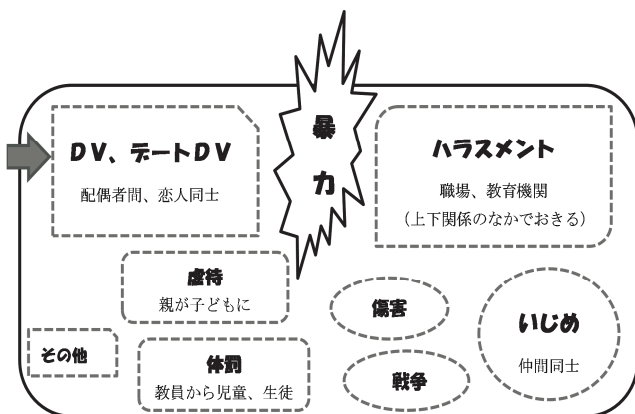 暴力
DV、デートDV
配偶者間、恋人同士
ハラスメント
職場、教育機関
(上下関係のなかでおきる)
虐待
親が子どもに
傷害
いじめ
仲間同士
その他
体罰
教員から児童、生徒
戦争